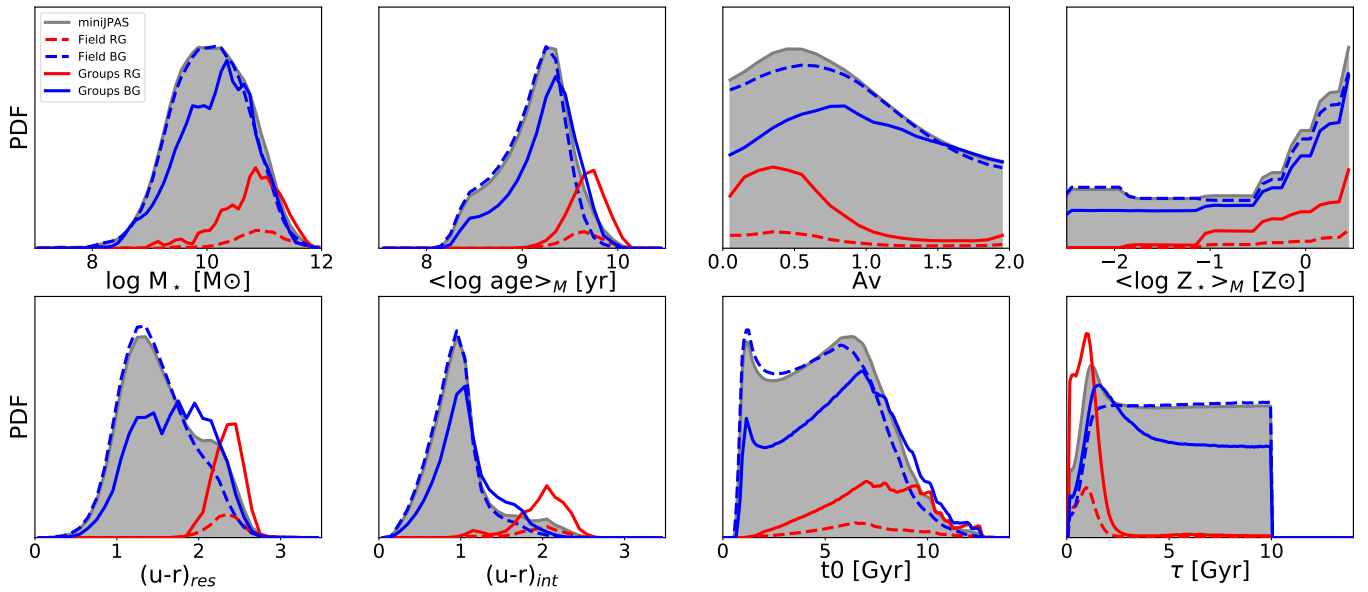 PDF
miniJPAS
Field RG
Field BG
Groups RG
Groups BG
8 10 12
log M⋆ [M⊙]
8 9 10
<log age>M [yr]
0.0 0.5 1.0 1.5 2.0
Av
−2 −1 0
<log Z⋆>M [Z⊙]
PDF
0 1 2 3
(u-r)res
0 1 2 3
(u-r)int
0 5 10
t0 [Gyr]
0 5 10
τ [Gyr]